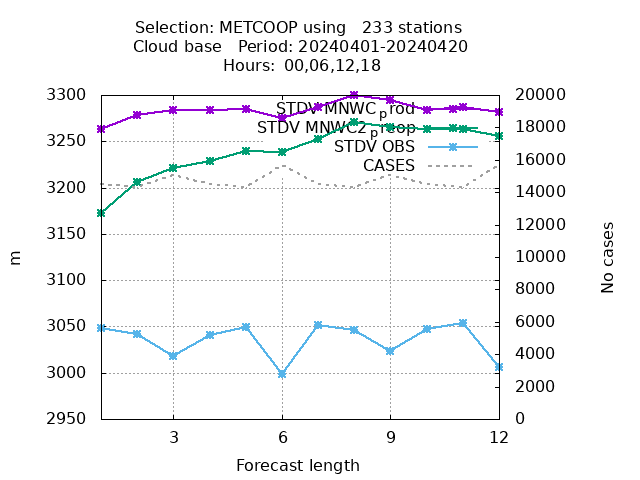 Selection: METCOOP using 233 stations
Cloud base Period: 20240401-20240420
Hours: 00,06,12,18
3300
3250
3200
3150
3100
3050
3000
2950
m
20000
18000
16000
14000
12000
10000
8000
6000
4000
2000
0
No cases
STDV MNWC_prod
STDV MNWC2_preop
STDV OBS
CASES
3
6
9
12
Forecast length